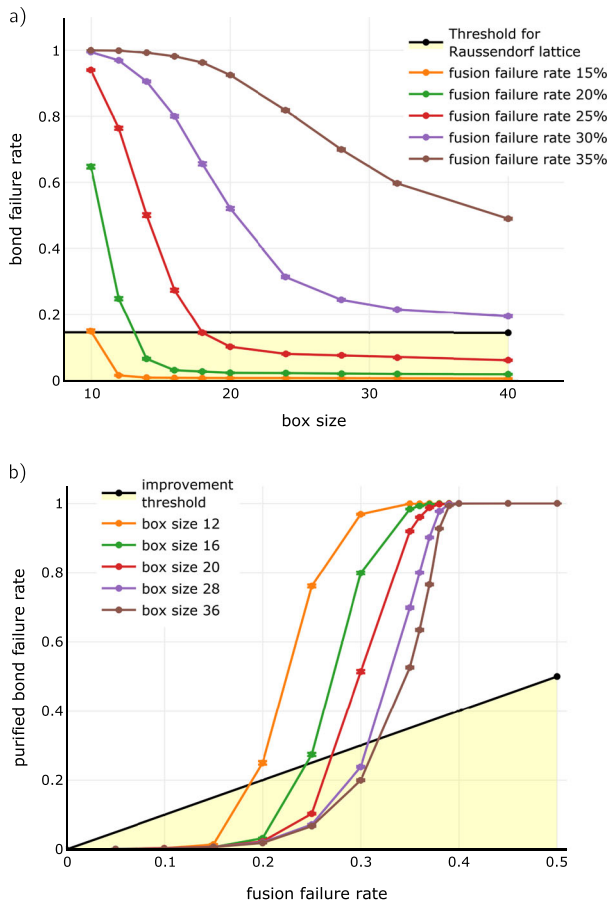 a)
Threshold for
Raussendorf lattice
fusion failure rate 15%
fusion failure rate 20%
fusion failure rate 25%
fusion failure rate 30%
fusion failure rate 35%
bond failure rate
1
0.8
0.6
0.4
0.2
0
10
20
30
40
box size
b)
improvement
threshold
box size 12
box size 16
box size 20
box size 28
box size 36
purified bond failure rate
1
0.8
0.6
0.4
0.2
0
0
0.1
0.2
0.3
0.4
0.5
fusion failure rate